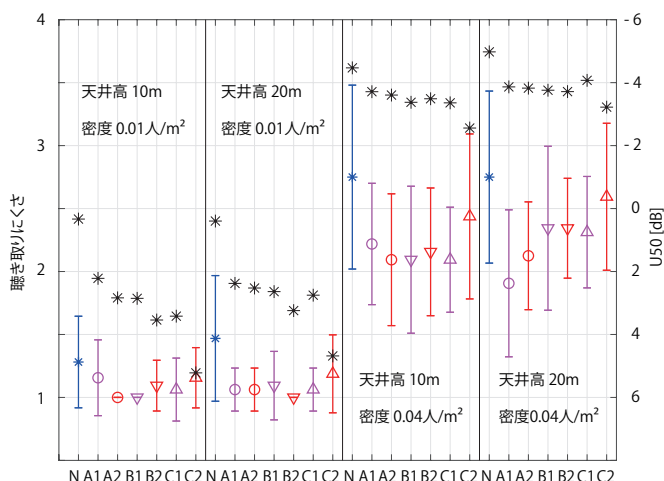 4
3
2
1
聴き取りにくさ
天井高 10m
密度 0.01人/m²
天井高 20m
密度 0.01人/m²
天井高 10m
密度 0.04人/m²
天井高 20m
密度0.04人/m²
-6
-4
-2
0
2
4
6
U50 [dB]
N A1 A2 B1 B2 C1 C2 N A1 A2 B1 B2 C1 C2 N A1 A2 B1 B2 C1 C2 N A1 A2 B1 B2 C1 C2